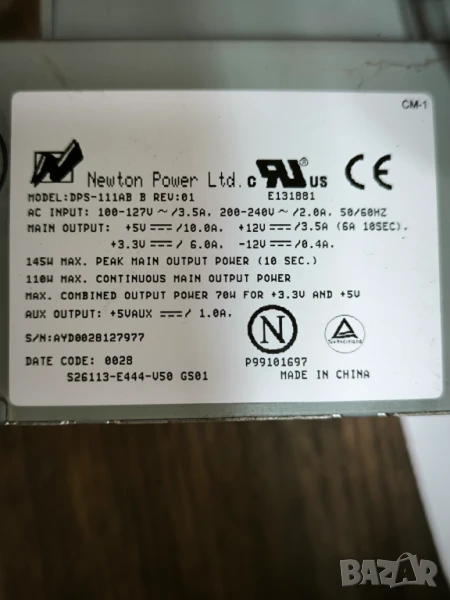 CM-1
Newton Power Ltd. c RU US
MODEL:DPS-111AB B REV:01 E131881
AC INPUT: 100-127V ~/3.5A, 200-240V ~/2.0A, 50/60HZ
MAIN OUTPUT: +5V ⎓/10.0A, +12V ⎓/3.5A (6A 10SEC).
+3.3V ⎓/ 6.0A, -12V ⎓/0.4A.
145W MAX. PEAK MAIN OUTPUT POWER (10 SEC.)
110W MAX. CONTINUOUS MAIN OUTPUT POWER
MAX. COMBINED OUTPUT POWER 70W FOR +3.3V AND +5V
AUX OUTPUT: +5VAUX ⎓/ 1.0A.
N
S/N:AYD0028127977
DATE CODE: 0028 P99101697
S26113-E444-V50 GS01 MADE IN CHINA
BAZAR